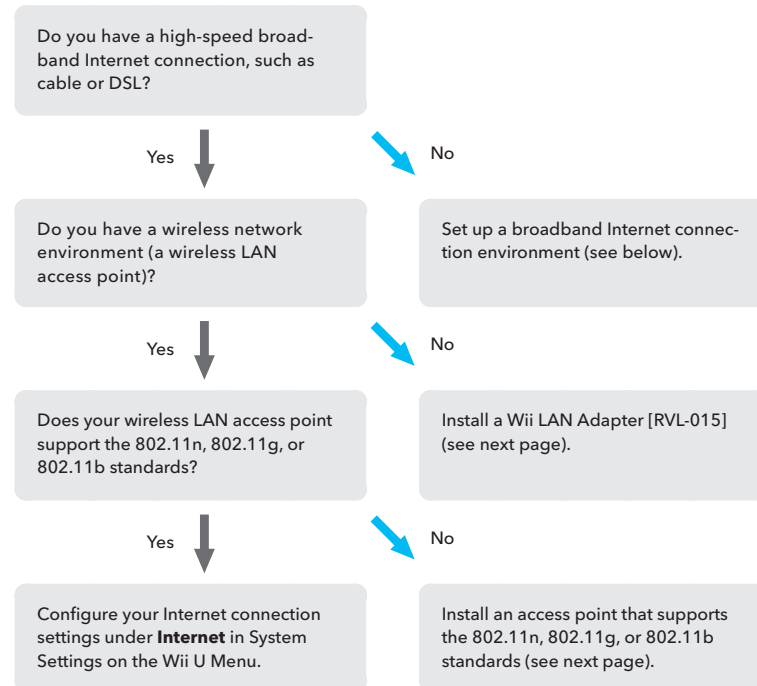 Do you have a high-speed broad-
band Internet connection, such as
cable or DSL?
Yes
No
Do you have a wireless network
environment (a wireless LAN
access point)?
Set up a broadband Internet connec-
tion environment (see below).
Yes
No
Does your wireless LAN access point
support the 802.11n, 802.11g, or
802.11b standards?
Install a Wii LAN Adapter [RVL-015]
(see next page).
Yes
No
Configure your Internet connection
settings under Internet in System
Settings on the Wii U Menu.
Install an access point that supports
the 802.11n, 802.11g, or 802.11b
standards (see next page).